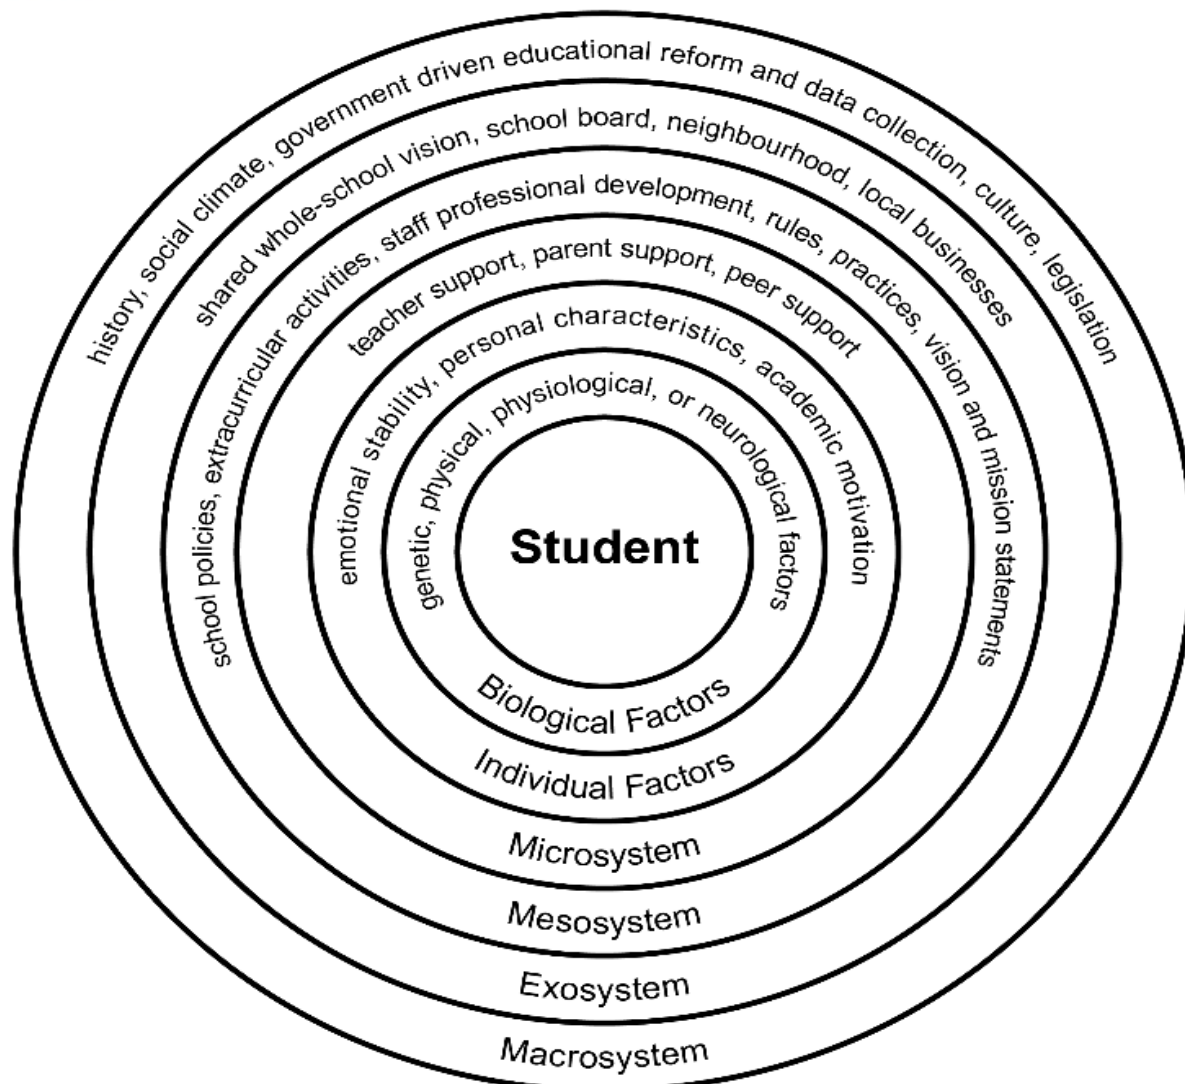 history, social climate, government driven educational reform and data collection, culture, legislation
shared whole-school vision, school board, neighbourhood, local businesses
school policies, extracurricular activities, staff professional development, rules, practices, vision and mission statements
teacher support, parent support, peer support
emotional stability, personal characteristics, academic motivation
genetic, physical, physiological, or neurological factors
Student
Biological Factors
Individual Factors
Microsystem
Mesosystem
Exosystem
Macrosystem